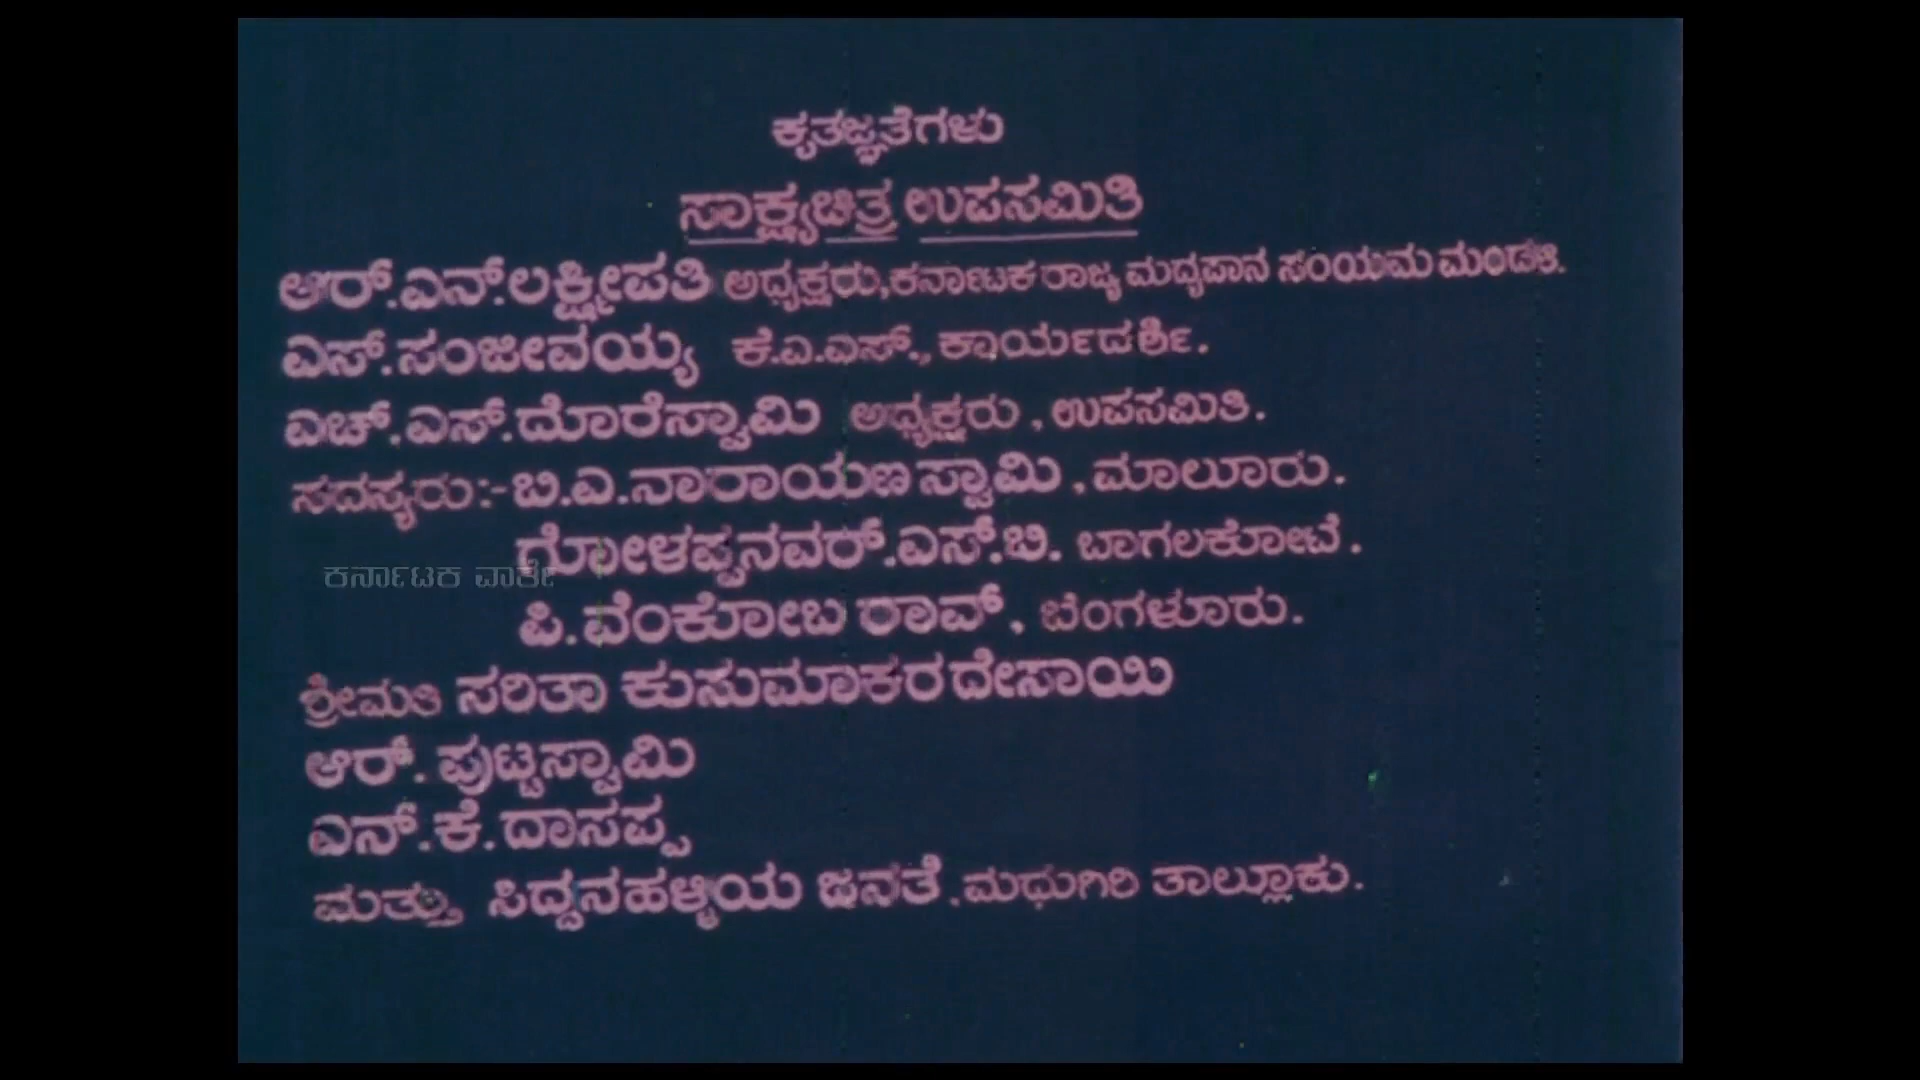 ಕೃತಜ್ಞತೆಗಳು
ಸಾಕ್ಷ್ಯಚಿತ್ರ ಉಪಸಮಿತಿ
ಆರ್.ಎನ್.ಲಕ್ಷ್ಮೀಪತಿ ಅಧ್ಯಕ್ಷರು,ಕರ್ನಾಟಕ ರಾಜ್ಯ ಮದ್ಯಪಾನ ಸಂಯಮ ಮಂಡಳಿ.
ಎಸ್.ಸಂಜೀವಯ್ಯ ಕೆ.ಎ.ಎಸ್., ಕಾರ್ಯದರ್ಶಿ.
ಎಚ್.ಎಸ್.ದೊರೆಸ್ವಾಮಿ ಅಧ್ಯಕ್ಷರು, ಉಪಸಮಿತಿ.
ಸದಸ್ಯರು:- ಬಿ.ಎ.ನಾರಾಯಣಸ್ವಾಮಿ, ಮಾಲೂರು.
ಗೋಳಪ್ಪನವರ್.ಎಸ್.ಬಿ. ಬಾಗಲಕೋಟೆ.
ಕರ್ನಾಟಕ ವಾರ್ತೆ
ಪಿ.ವೆಂಕೋಬ ರಾವ್, ಬೆಂಗಳೂರು.
ಶ್ರೀಮತಿ ಸರಿತಾ ಕುಸುಮಾಕರ ದೇಸಾಯಿ
ಆರ್. ಪುಟ್ಟಸ್ವಾಮಿ
ಎನ್.ಕೆ.ದಾಸಪ್ಪ
ಮತ್ತು ಸಿದ್ದನಹಳ್ಳಿಯ ಜನತೆ, ಮಧುಗಿರಿ ತಾಲ್ಲೂಕು.